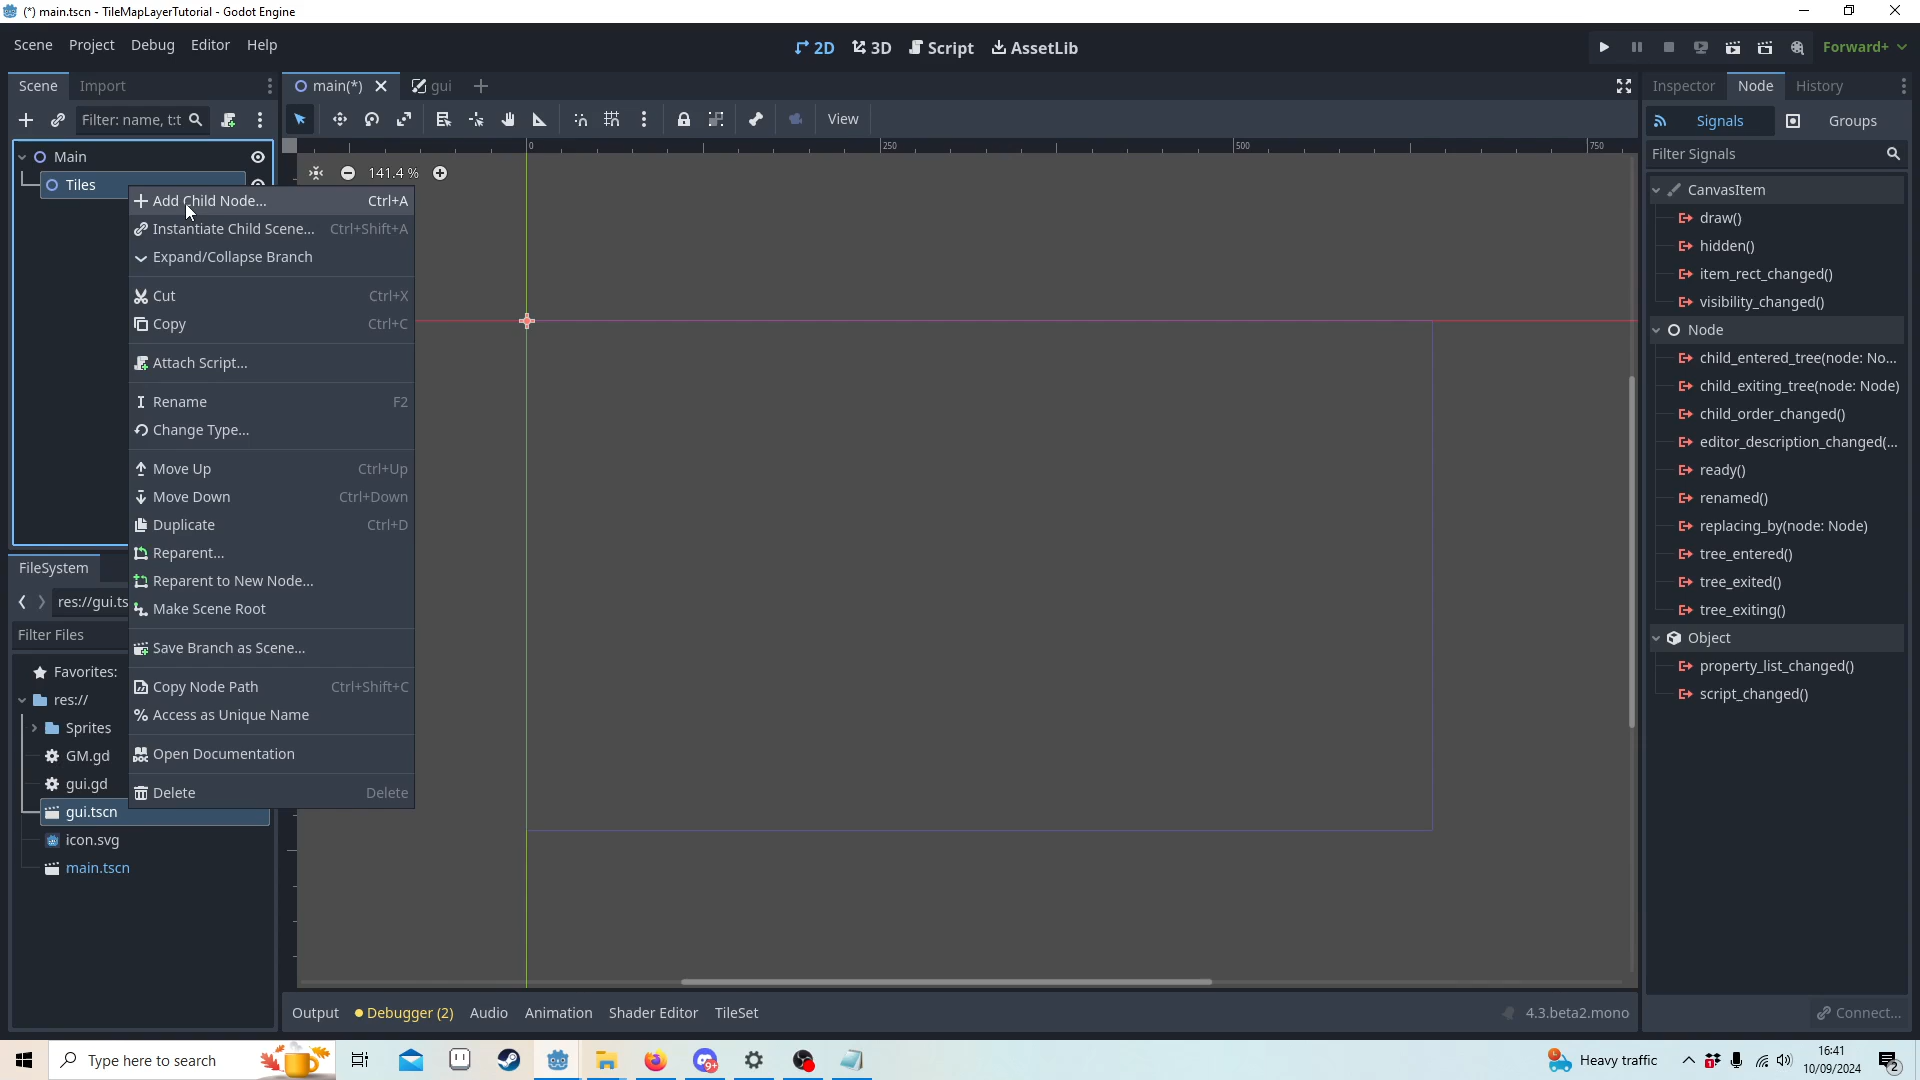 (*) main.tscn - TileMapLayerTutorial - Godot Engine
Scene Project Debug Editor Help
2D 3D Script AssetLib
Forward+
Scene Import
main(*) gui
Inspector Node History
Filter: name, t:t
View
Signals Groups
Filter Signals
Main
Tiles
0 250 500 750
141.4 %
Add Child Node... Ctrl+A
Instantiate Child Scene... Ctrl+Shift+A
Expand/Collapse Branch
Cut Ctrl+X
Copy Ctrl+C
Attach Script...
Rename F2
Change Type...
Move Up Ctrl+Up
Move Down Ctrl+Down
Duplicate Ctrl+D
Reparent...
Reparent to New Node...
Make Scene Root
Save Branch as Scene...
Copy Node Path Ctrl+Shift+C
Access as Unique Name
Open Documentation
Delete Delete
CanvasItem
draw()
hidden()
item_rect_changed()
visibility_changed()
Node
child_entered_tree(node: No...
child_exiting_tree(node: Node)
child_order_changed()
editor_description_changed(...
ready()
renamed()
replacing_by(node: Node)
tree_entered()
tree_exited()
tree_exiting()
Object
property_list_changed()
script_changed()
FileSystem
res://gui.ts
Filter Files
Favorites:
res://
Sprites
GM.gd
gui.gd
gui.tscn
icon.svg
main.tscn
Output Debugger (2) Audio Animation Shader Editor TileSet
4.3.beta2.mono
Connect...
Type here to search
9+
Heavy traffic
16:41
10/09/2024
2